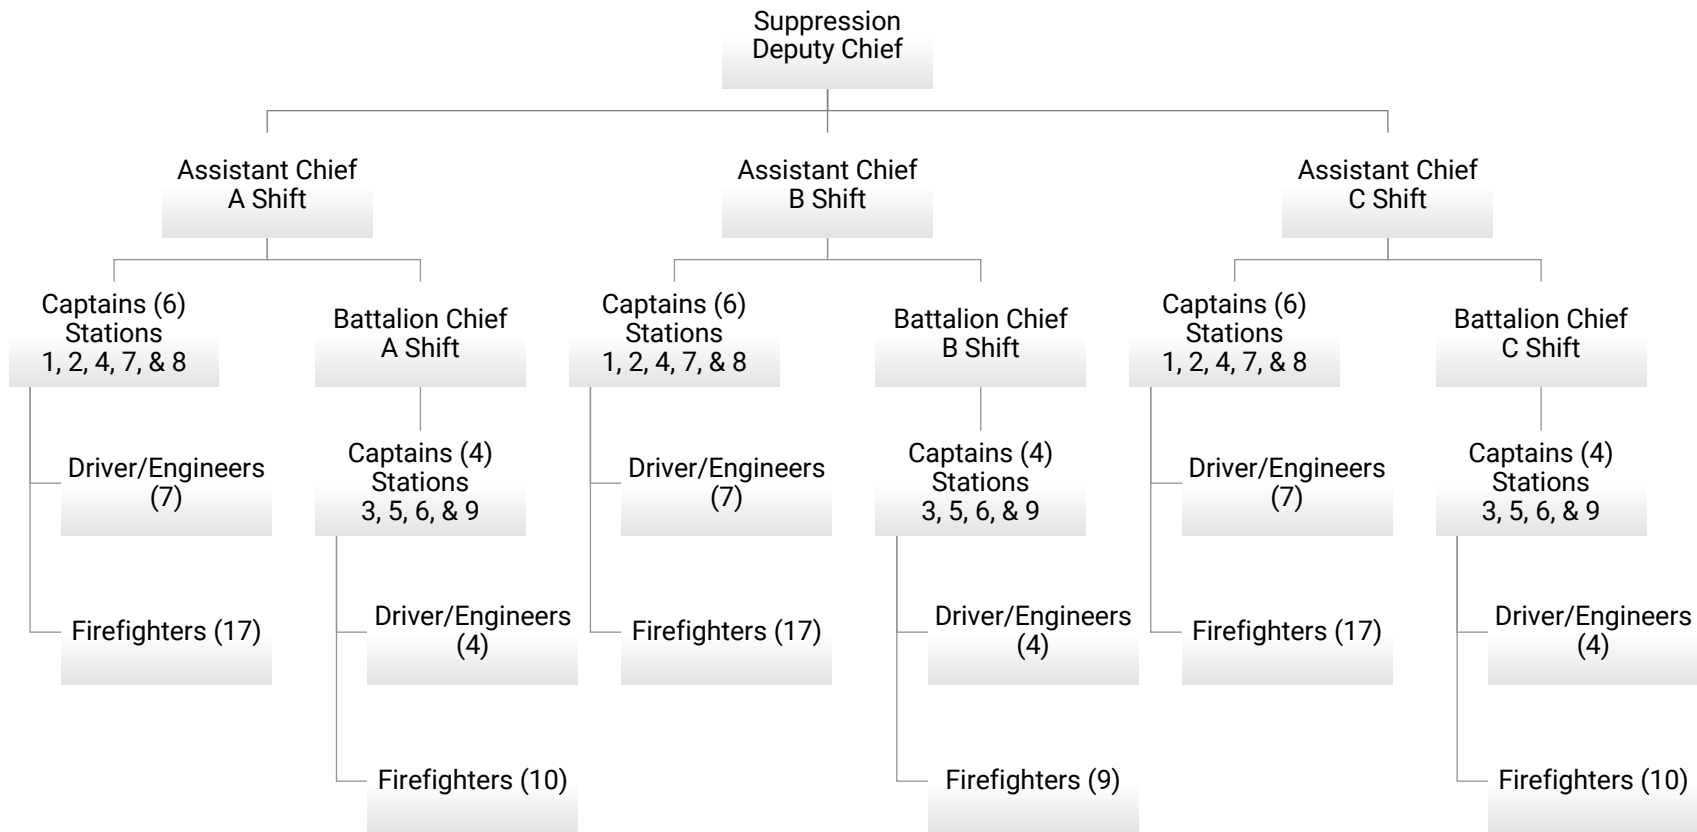 Suppression
Deputy Chief
Assistant Chief
A Shift
Assistant Chief
B Shift
Assistant Chief
C Shift
Captains (6)
Stations
1, 2, 4, 7, & 8
Battalion Chief
A Shift
Captains (6)
Stations
1, 2, 4, 7, & 8
Battalion Chief
B Shift
Captains (6)
Stations
1, 2, 4, 7, & 8
Battalion Chief
C Shift
Driver/Engineers
(7)
Captains (4)
Stations
3, 5, 6, & 9
Driver/Engineers
(7)
Captains (4)
Stations
3, 5, 6, & 9
Driver/Engineers
(7)
Captains (4)
Stations
3, 5, 6, & 9
Firefighters (17)
Driver/Engineers
(4)
Firefighters (17)
Driver/Engineers
(4)
Firefighters (17)
Driver/Engineers
(4)
Firefighters (10)
Firefighters (9)
Firefighters (10)